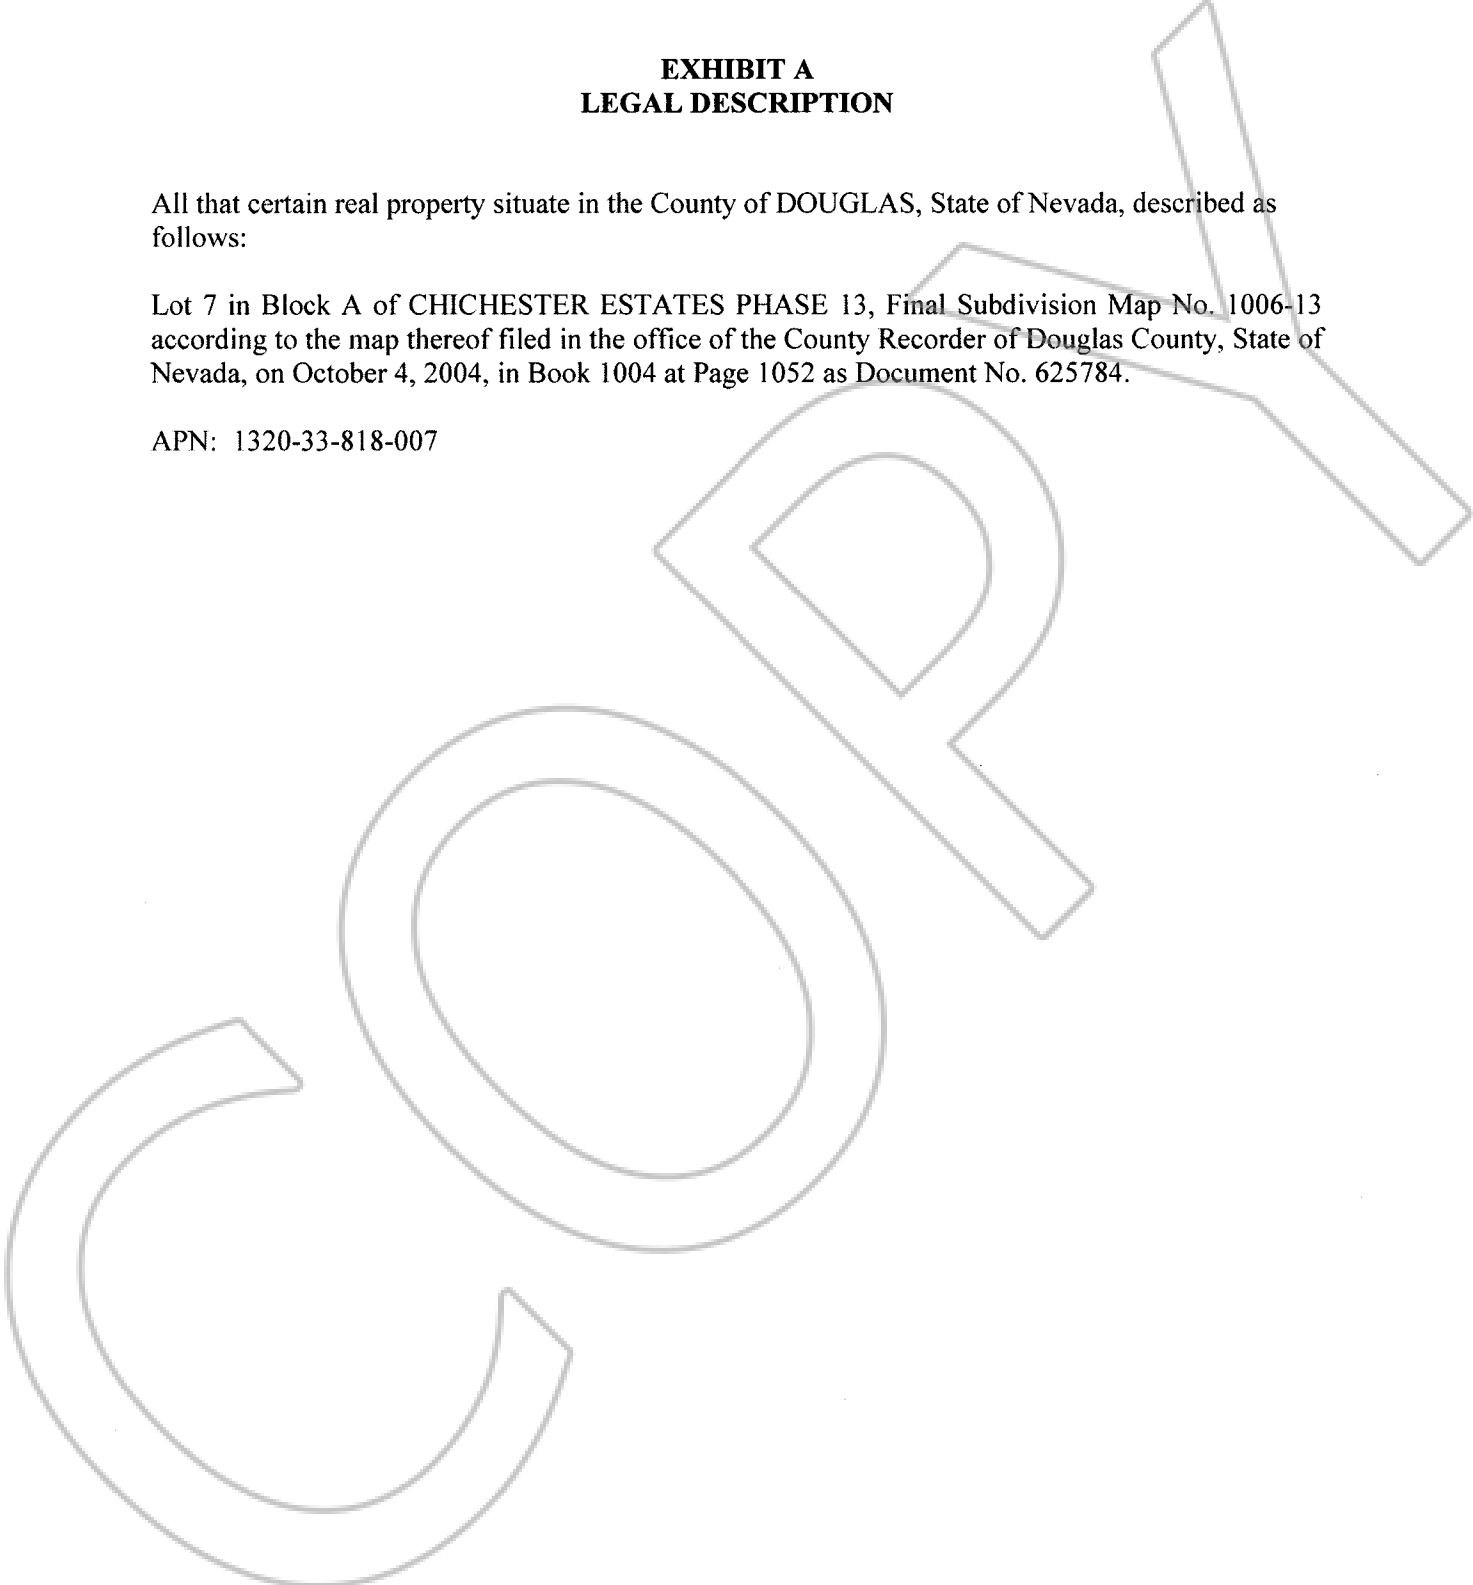 EXHIBIT A
LEGAL DESCRIPTION
All that certain real property situate in the County of DOUGLAS, State of Nevada, described as
follows:
Lot 7 in Block A of CHICHESTER ESTATES PHASE 13, Final Subdivision Map No. 1006-13
according to the map thereof filed in the office of the County Recorder of Douglas County, State of
Nevada, on October 4, 2004, in Book 1004 at Page 1052 as Document No. 625784.
APN: 1320-33-818-007
COPY